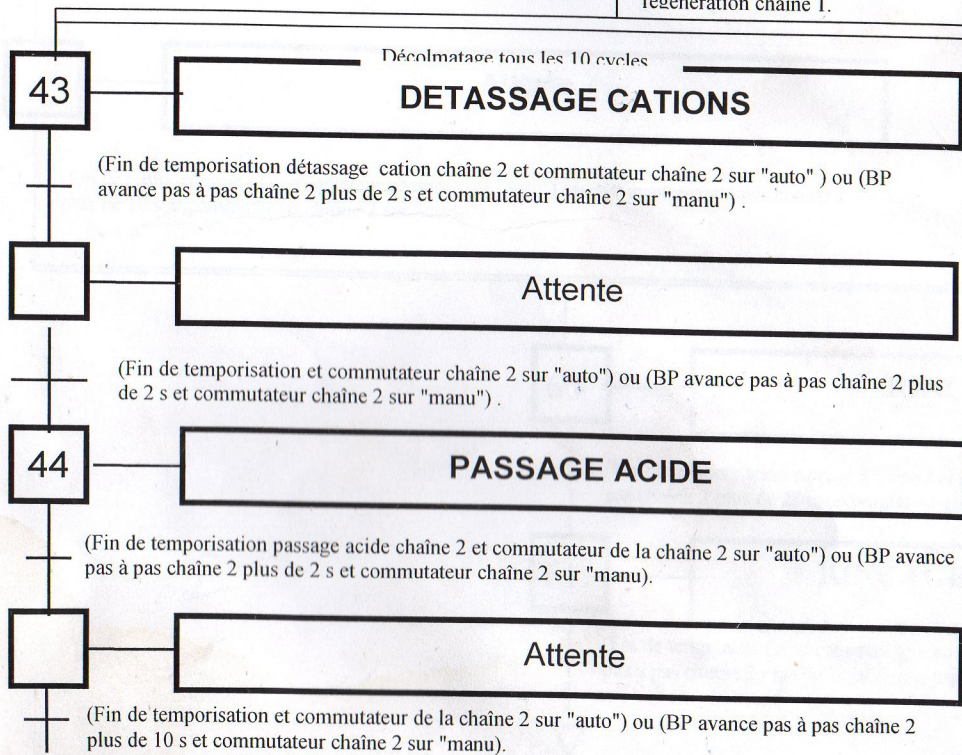 régénération chaîne 1.
Décolmatage tous les 10 cycles
43
DETASSAGE CATIONS
(Fin de temporisation détassage cation chaîne 2 et commutateur chaîne 2 sur "auto" ) ou (BP
avance pas à pas chaîne 2 plus de 2 s et commutateur chaîne 2 sur "manu") .
Attente
(Fin de temporisation et commutateur chaîne 2 sur "auto") ou (BP avance pas à pas chaîne 2 plus
de 2 s et commutateur chaîne 2 sur "manu") .
44
PASSAGE ACIDE
(Fin de temporisation passage acide chaîne 2 et commutateur de la chaîne 2 sur "auto") ou (BP avance
pas à pas chaîne 2 plus de 2 s et commutateur chaîne 2 sur "manu).
Attente
(Fin de temporisation et commutateur de la chaîne 2 sur "auto") ou (BP avance pas à pas chaîne 2
plus de 10 s et commutateur chaîne 2 sur "manu).